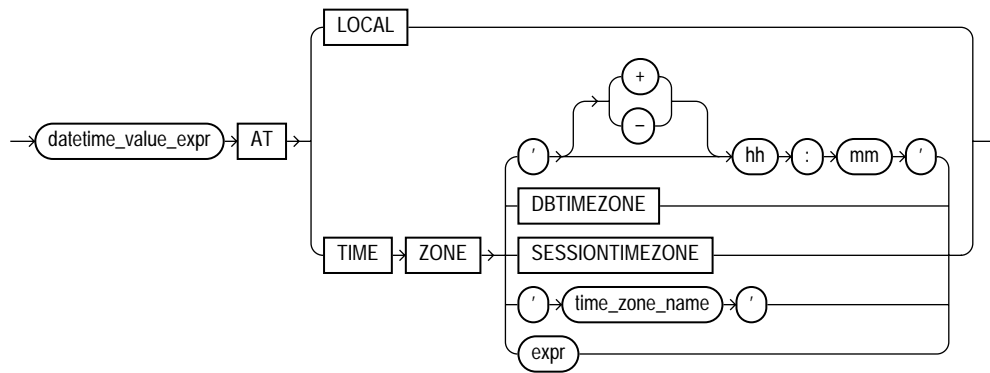 LOCAL
+
datetime_value_expr AT
−
' hh : mm '
DBTIMEZONE
TIME ZONE SESSIONTIMEZONE
' time_zone_name '
expr